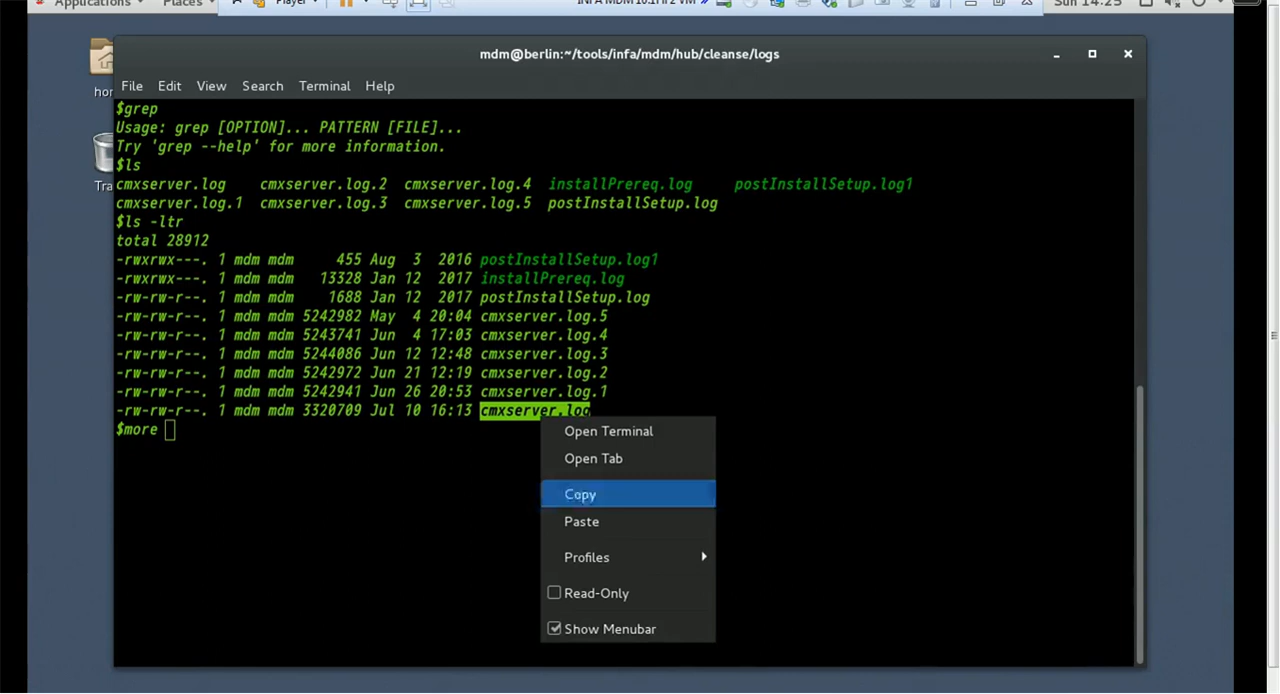 Applications Places Player INFA MDM 10.1HF2 VM Sun 14:25
mdm@berlin:~/tools/infa/mdm/hub/cleanse/logs
File Edit View Search Terminal Help
hor
Tra
$grep
Usage: grep [OPTION]... PATTERN [FILE]...
Try 'grep --help' for more information.
$ls
cmxserver.log cmxserver.log.2 cmxserver.log.4 installPrereq.log postInstallSetup.log1
cmxserver.log.1 cmxserver.log.3 cmxserver.log.5 postInstallSetup.log
$ls -ltr
total 28912
-rwxrwx---. 1 mdm mdm 455 Aug 3 2016 postInstallSetup.log1
-rwxrwx---. 1 mdm mdm 13328 Jan 12 2017 installPrereq.log
-rw-rw-r--. 1 mdm mdm 1688 Jan 12 2017 postInstallSetup.log
-rw-rw-r--. 1 mdm mdm 5242982 May 4 20:04 cmxserver.log.5
-rw-rw-r--. 1 mdm mdm 5243741 Jun 4 17:03 cmxserver.log.4
-rw-rw-r--. 1 mdm mdm 5244086 Jun 12 12:48 cmxserver.log.3
-rw-rw-r--. 1 mdm mdm 5242972 Jun 21 12:19 cmxserver.log.2
-rw-rw-r--. 1 mdm mdm 5242941 Jun 26 20:53 cmxserver.log.1
-rw-rw-r--. 1 mdm mdm 3320709 Jul 10 16:13 cmxserver.log
$more
Open Terminal
Open Tab
Copy
Paste
Profiles
Read-Only
Show Menubar